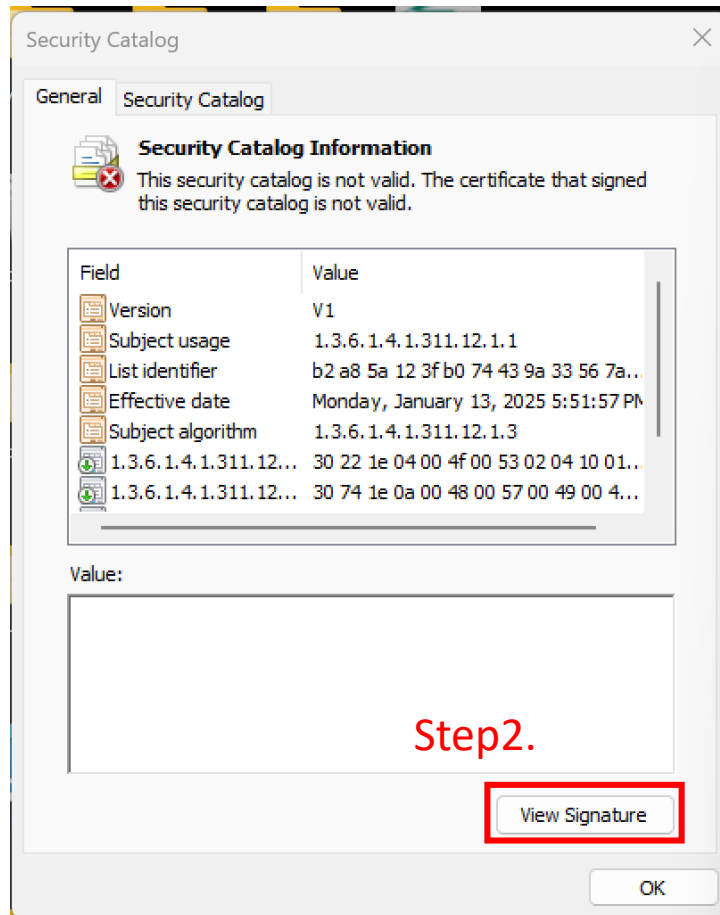 Security Catalog
General Security Catalog
Security Catalog Information
This security catalog is not valid. The certificate that signed
this security catalog is not valid.
Field Value
Version V1
Subject usage 1.3.6.1.4.1.311.12.1.1
List identifier b2 a8 5a 12 3f b0 74 43 9a 33 56 7a...
Effective date Monday, January 13, 2025 5:51:57 PM
Subject algorithm 1.3.6.1.4.1.311.12.1.3
1.3.6.1.4.1.311.12... 30 22 1e 04 00 4f 00 53 02 04 10 01...
1.3.6.1.4.1.311.12... 30 74 1e 0a 00 48 00 57 00 49 00 4...
Value:
Step2.
View Signature
OK